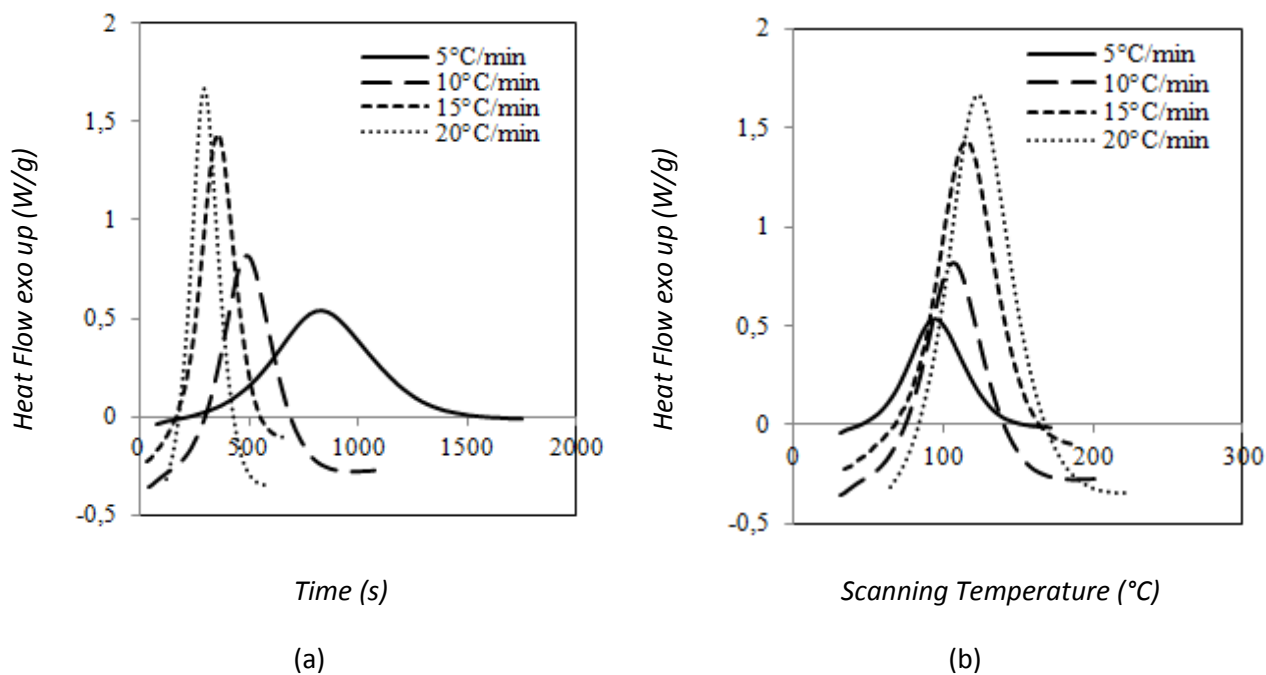 2
1,5
1
0,5
0
-0,5
0
500
1000
1500
2000
5°C/min
10°C/min
15°C/min
20°C/min
Heat Flow exo up (W/g)
Time (s)
(a)
2
1,5
1
0,5
0
-0,5
0
100
200
300
5°C/min
10°C/min
15°C/min
20°C/min
Heat Flow exo up (W/g)
Scanning Temperature (°C)
(b)